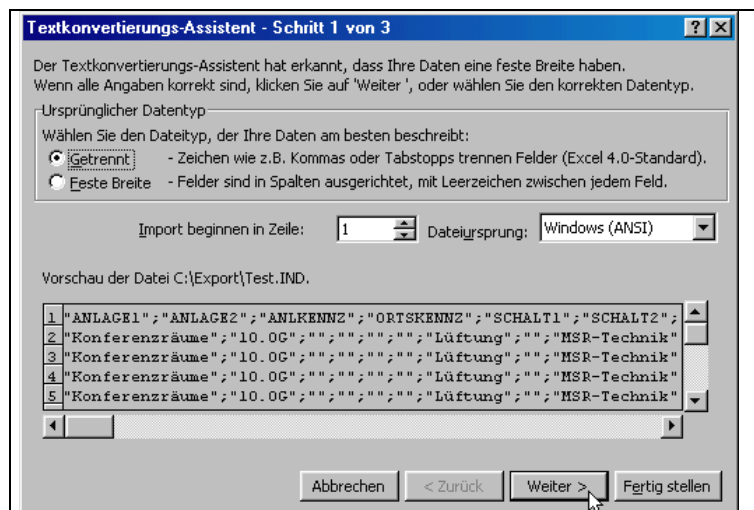 Textkonvertierungs-Assistent - Schritt 1 von 3
Der Textkonvertierungs-Assistent hat erkannt, dass Ihre Daten eine feste Breite haben.
Wenn alle Angaben korrekt sind, klicken Sie auf 'Weiter ', oder wählen Sie den korrekten Datentyp.
Ursprünglicher Datentyp
Wählen Sie den Dateityp, der Ihre Daten am besten beschreibt:
Getrennt - Zeichen wie z.B. Kommas oder Tabstopps trennen Felder (Excel 4.0-Standard).
Feste Breite - Felder sind in Spalten ausgerichtet, mit Leerzeichen zwischen jedem Feld.
Import beginnen in Zeile: 1 Dateiursprung: Windows (ANSI)
Vorschau der Datei C:\Export\Test.IND.
1 "ANLAGE1";"ANLAGE2";"ANLKENNZ";"ORTSKENNZ";"SCHALT1";"SCHALT2";
2 "Konferenzräume";"10.OG";"";"";"";"";"Lüftung";"";"MSR-Technik"
3 "Konferenzräume";"10.OG";"";"";"";"";"Lüftung";"";"MSR-Technik"
4 "Konferenzräume";"10.OG";"";"";"";"";"Lüftung";"";"MSR-Technik"
5 "Konferenzräume";"10.OG";"";"";"";"";"Lüftung";"";"MSR-Technik"
Abbrechen < Zurück Weiter > Fertig stellen